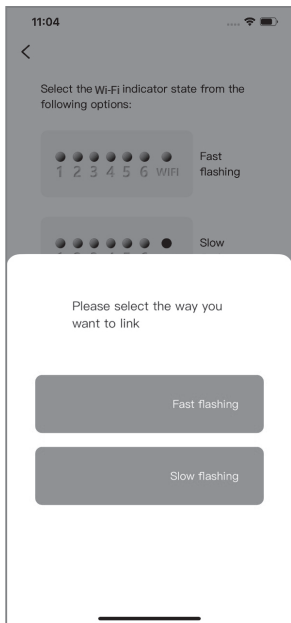 11:04
Select the Wi-Fi indicator state from the
following options:
1 2 3 4 5 6 WIFI
Fast
flashing
Slow
Please select the way you
want to link
Fast flashing
Slow flashing